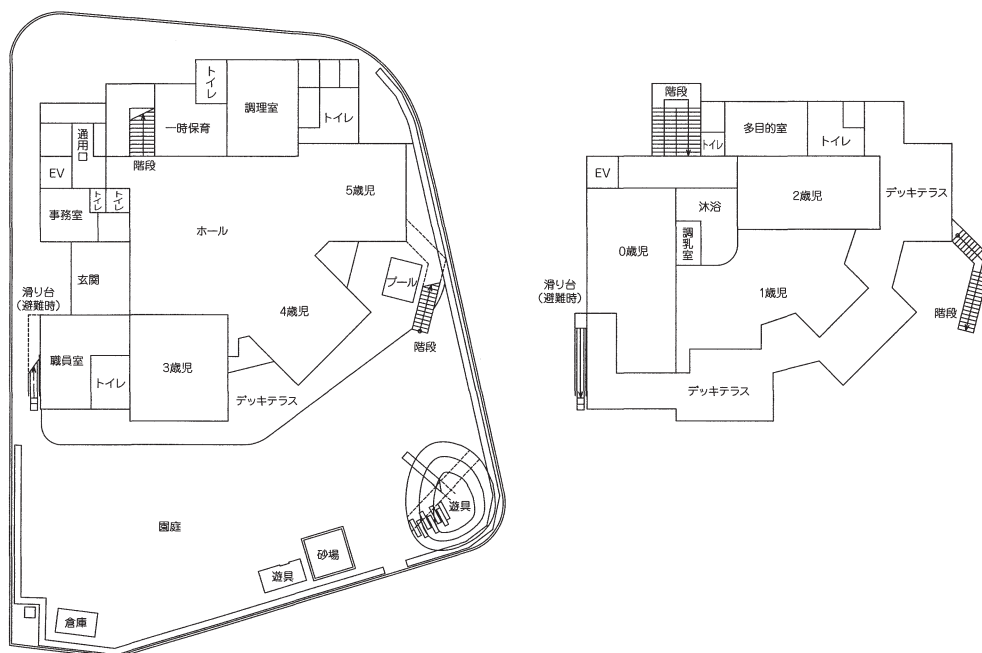 トイレ
調理室
トイレ
一時保育
通用口
階段
EV
トイレ
トイレ
事務室
5歳児
ホール
玄関
プール
滑り台
(避難時)
4歳児
階段
職員室
トイレ
3歳児
デッキテラス
遊具
園庭
砂場
遊具
倉庫
階段
多目的室
トイレ
トイレ
EV
2歳児
デッキテラス
沐浴
調乳室
0歳児
1歳児
滑り台
(避難時)
階段
デッキテラス